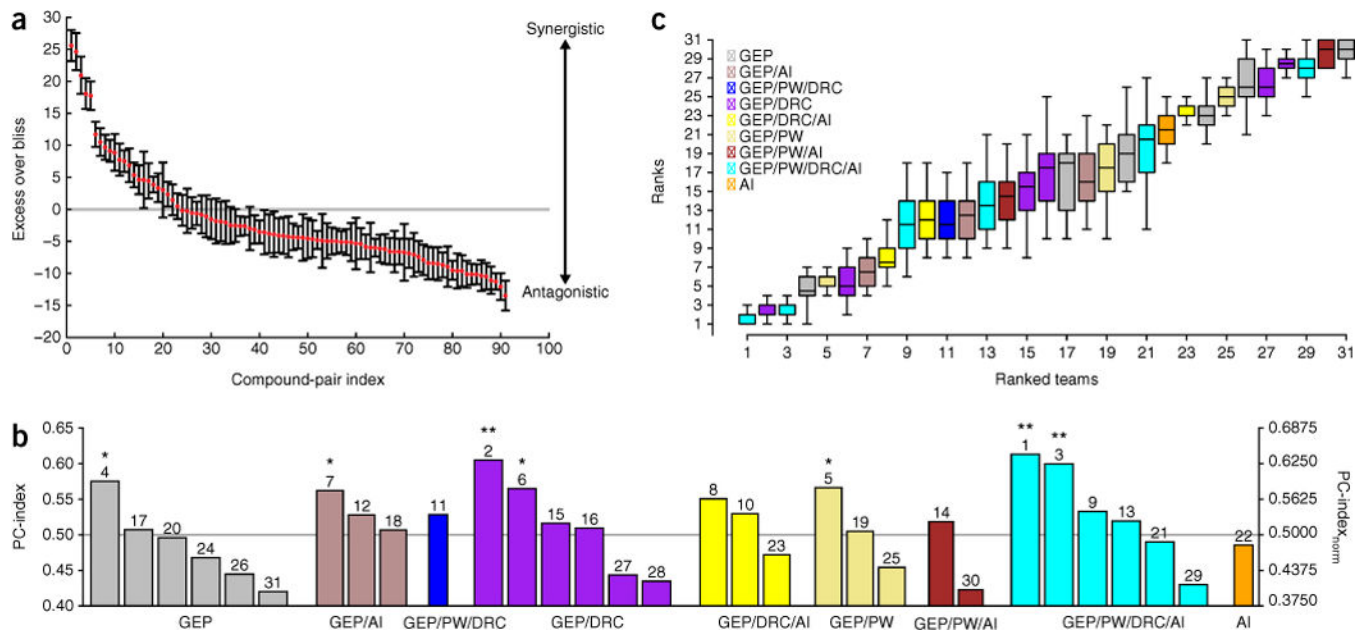 a
30
25
20
15
10
5
0
−5
−10
−15
−20
Excess over bliss
0 10 20 30 40 50 60 70 80 90 100
Compound-pair index
Synergistic
Antagonistic
c
31
29
27
25
23
21
19
17
15
13
11
9
7
5
3
1
Ranks
GEP
GEP/AI
GEP/PW/DRC
GEP/DRC
GEP/DRC/AI
GEP/PW
GEP/PW/AI
GEP/PW/DRC/AI
AI
1 3 5 7 9 11 13 15 17 19 21 23 25 27 29 31
Ranked teams
b
0.65
0.60
0.55
0.50
0.45
0.40
PC-index
* * ** * * ** **
4 17 20 24 26 31 7 12 18 11 2 6 15 16 27 28 8 10 23 5 19 25 14 30 1 3 9 13 21 29 22
0.6875
0.6250
0.5625
0.5000
0.4375
0.3750
PC-indexnorm
GEP GEP/AI GEP/PW/DRC GEP/DRC GEP/DRC/AI GEP/PW GEP/PW/AI GEP/PW/DRC/AI AI